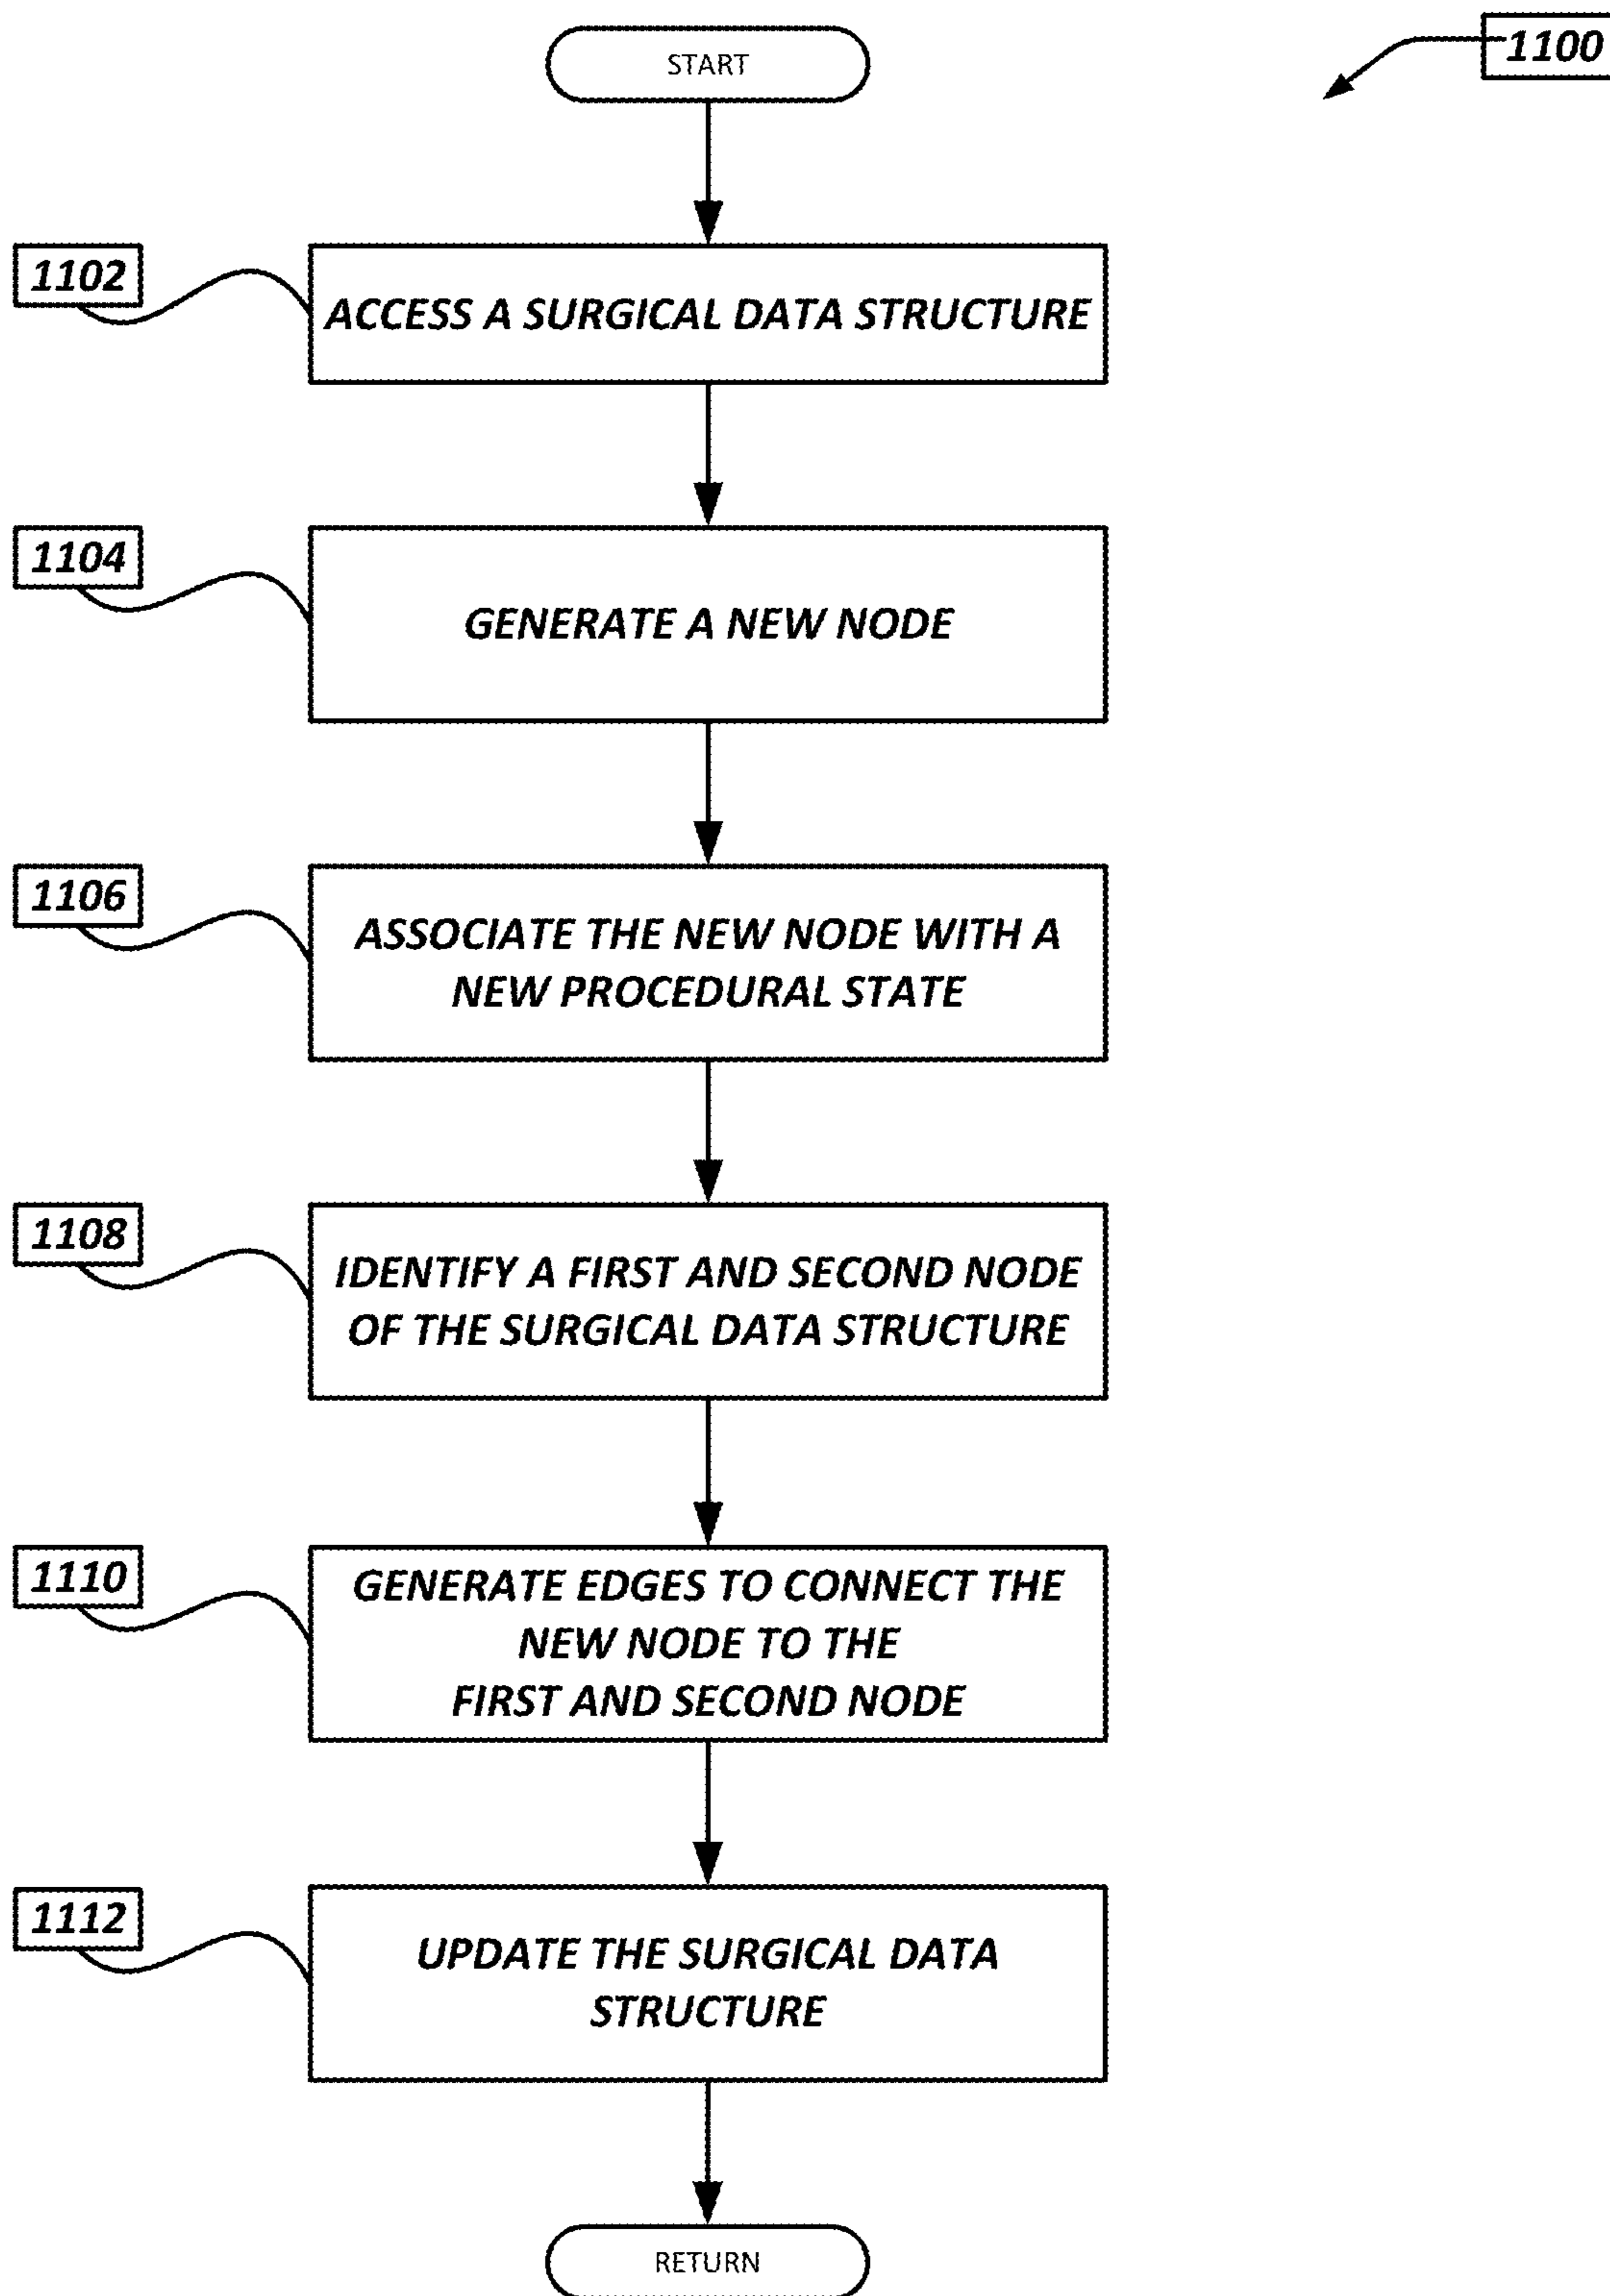 START
1100
1102
ACCESS A SURGICAL DATA STRUCTURE
1104
GENERATE A NEW NODE
1106
ASSOCIATE THE NEW NODE WITH A
NEW PROCEDURAL STATE
1108
IDENTIFY A FIRST AND SECOND NODE
OF THE SURGICAL DATA STRUCTURE
1110
GENERATE EDGES TO CONNECT THE
NEW NODE TO THE
FIRST AND SECOND NODE
1112
UPDATE THE SURGICAL DATA
STRUCTURE
RETURN